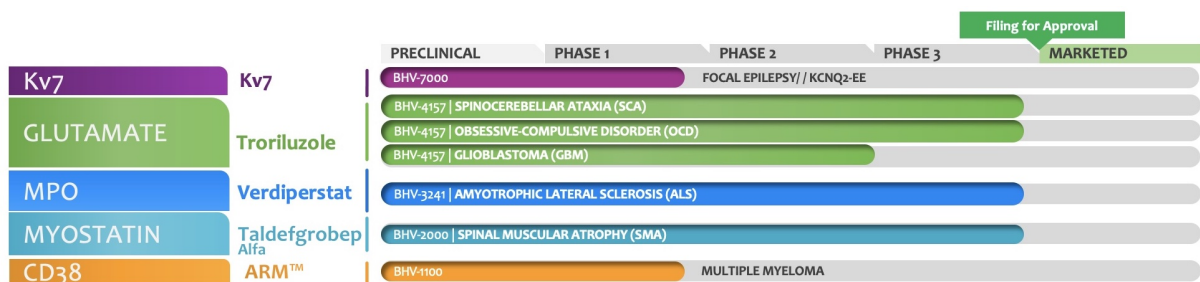 Filing for Approval
PRECLINICAL PHASE 1 PHASE 2 PHASE 3 MARKETED
Kv7 Kv7 BHV-7000 FOCAL EPILEPSY/ / KCNQ2-EE
GLUTAMATE Troriluzole
BHV-4157 | SPINOCEREBELLAR ATAXIA (SCA)
BHV-4157 | OBSESSIVE-COMPULSIVE DISORDER (OCD)
BHV-4157 | GLIOBLASTOMA (GBM)
MPO Verdiperstat BHV-3241 | AMYOTROPHIC LATERAL SCLEROSIS (ALS)
MYOSTATIN Taldefgrobep BHV-2000 | SPINAL MUSCULAR ATROPHY (SMA)
Alfa
CD38 ARM™ BHV-1100 MULTIPLE MYELOMA